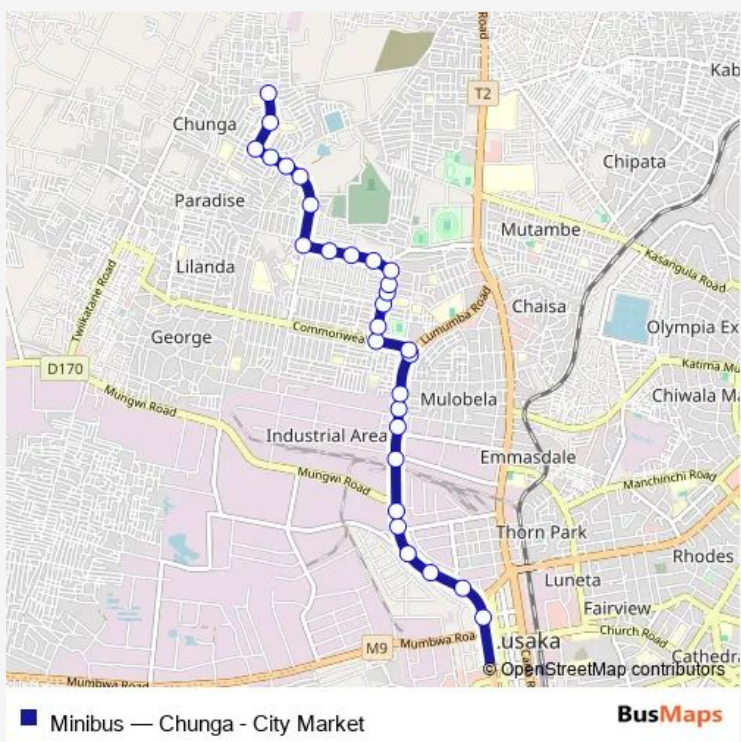 Road
T2
Kab
Chunga
Chipata
Paradise
Mutambe
Kasangula Road
Lilanda
Twikatane Road
Chaisa
Lumumba Road
Olympia Ex
George
Commonwea
D170
Katima Mu
Mungwi Road
Mulobela
Chiwala Ma
Industrial Area
Emmasdale
Mungwi Road
Manchinchi Road
Thorn Park
Rhodes
Luneta
Fairview
Church Road
M9
Mumbwa Roa
usaka
Cathedra
© OpenStreetMap contributors
Mumbwa Road
Minibus — Chunga - City Market
BusMaps